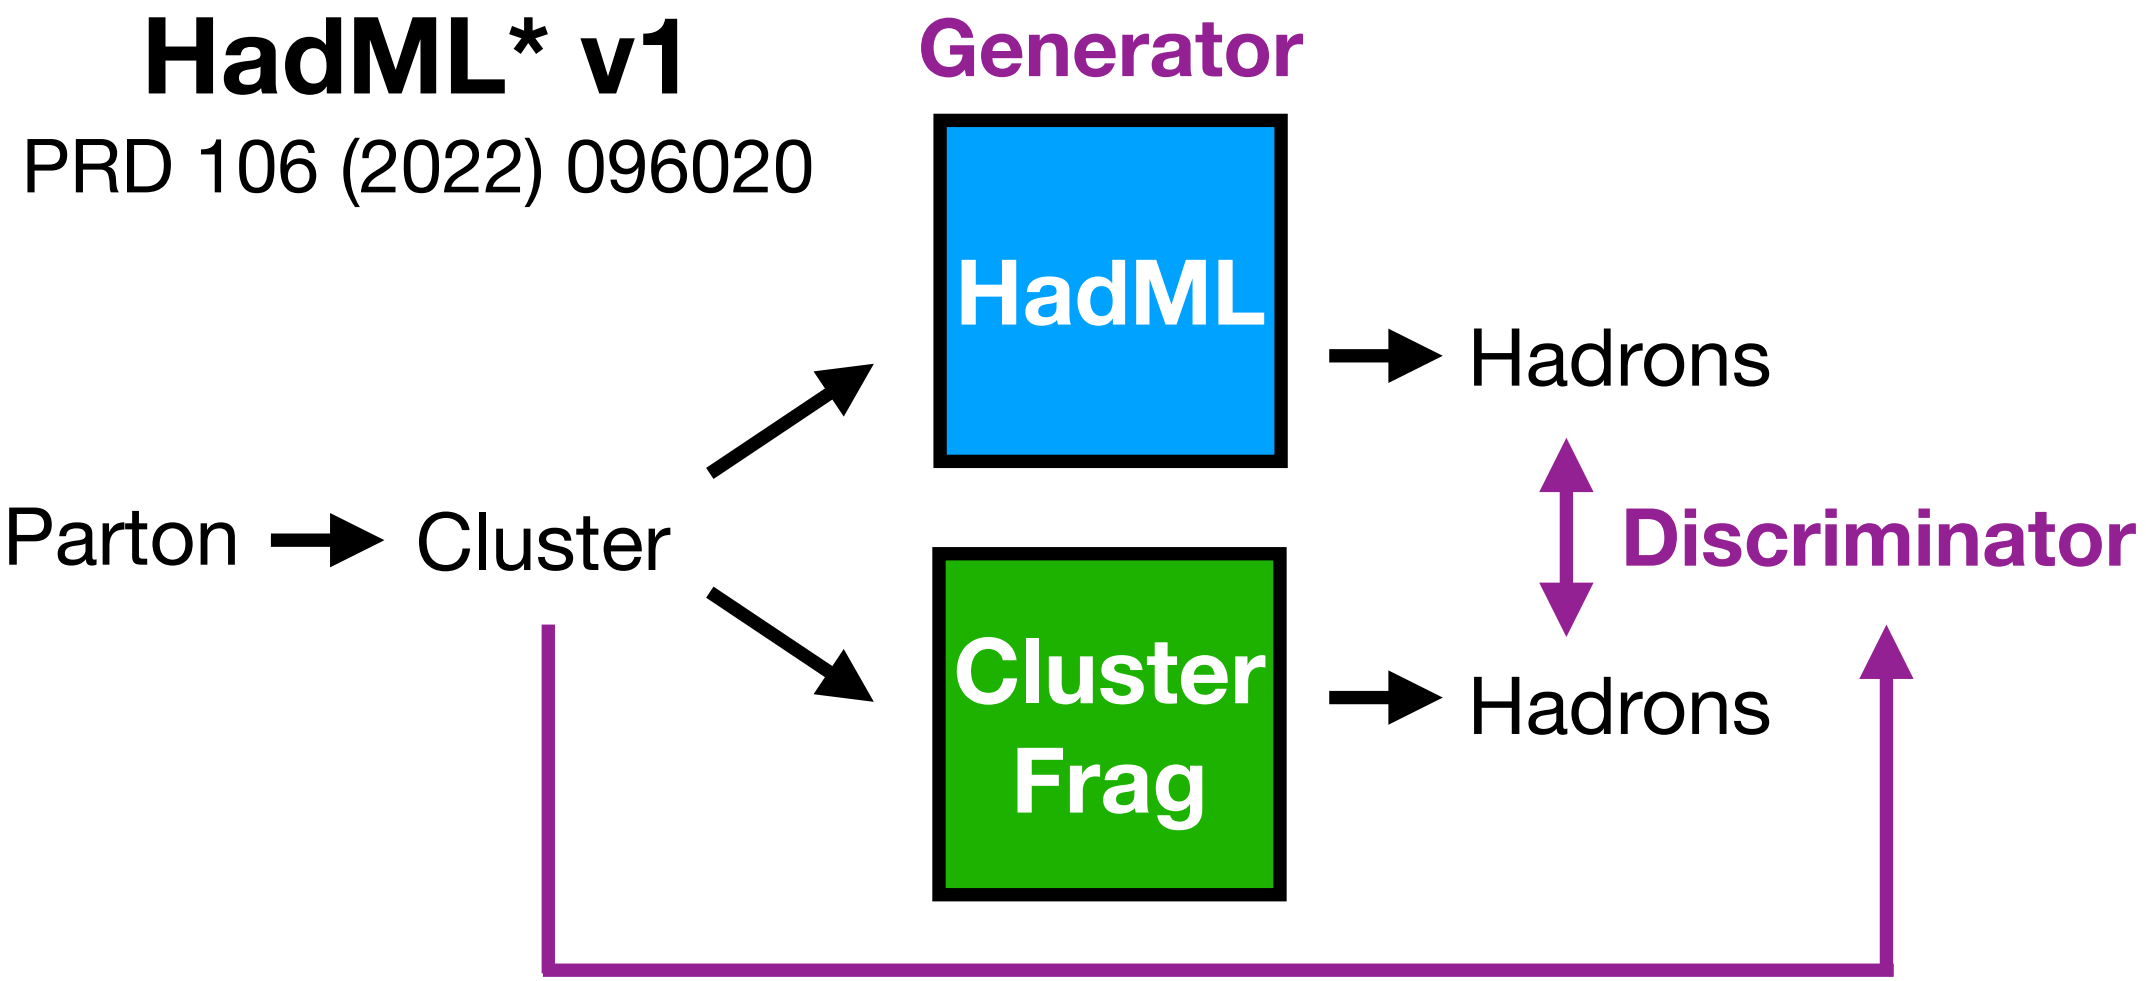 HadML* v1
PRD 106 (2022) 096020
Generator
HadML
Hadrons
Parton
Cluster
Discriminator
Cluster
Frag
Hadrons